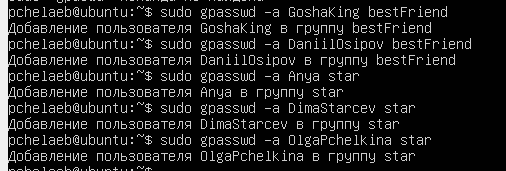 pchelaeb@ubuntu:~$ sudo gpasswd -a GoshaKing bestFriend
Добавление пользователя GoshaKing в группу bestFriend
pchelaeb@ubuntu:~$ sudo gpasswd -a DaniilOsipov bestFriend
Добавление пользователя DaniilOsipov в группу bestFriend
pchelaeb@ubuntu:~$ sudo gpasswd -a Anya star
Добавление пользователя Anya в группу star
pchelaeb@ubuntu:~$ sudo gpasswd -a DimaStarcev star
Добавление пользователя DimaStarcev в группу star
pchelaeb@ubuntu:~$ sudo gpasswd -a OlgaPchelkina star
Добавление пользователя OlgaPchelkina в группу star